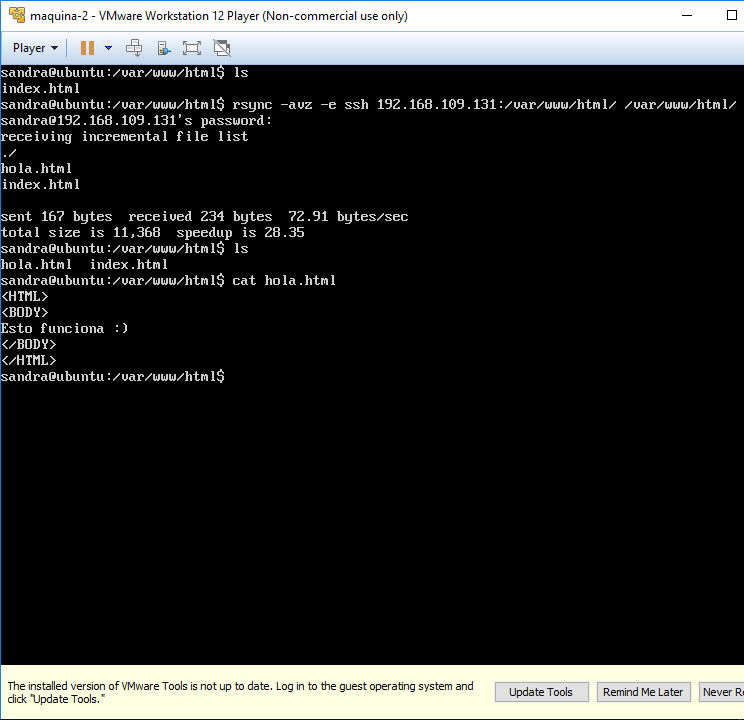 maquina-2 - VMware Workstation 12 Player (Non-commercial use only)
Player
sandra@ubuntu:/var/www/html$ ls
index.html
sandra@ubuntu:/var/www/html$ rsync -avz -e ssh 192.168.109.131:/var/www/html/ /var/www/html/
sandra@192.168.109.131's password:
receiving incremental file list
./
hola.html
index.html
sent 167 bytes  received 234 bytes  72.91 bytes/sec
total size is 11,368  speedup is 28.35
sandra@ubuntu:/var/www/html$ ls
hola.html  index.html
sandra@ubuntu:/var/www/html$ cat hola.html
<HTML>
<BODY>
Esto funciona :)
</BODY>
</HTML>
sandra@ubuntu:/var/www/html$
The installed version of VMware Tools is not up to date. Log in to the guest operating system and
click "Update Tools."
Update Tools
Remind Me Later
Never Re